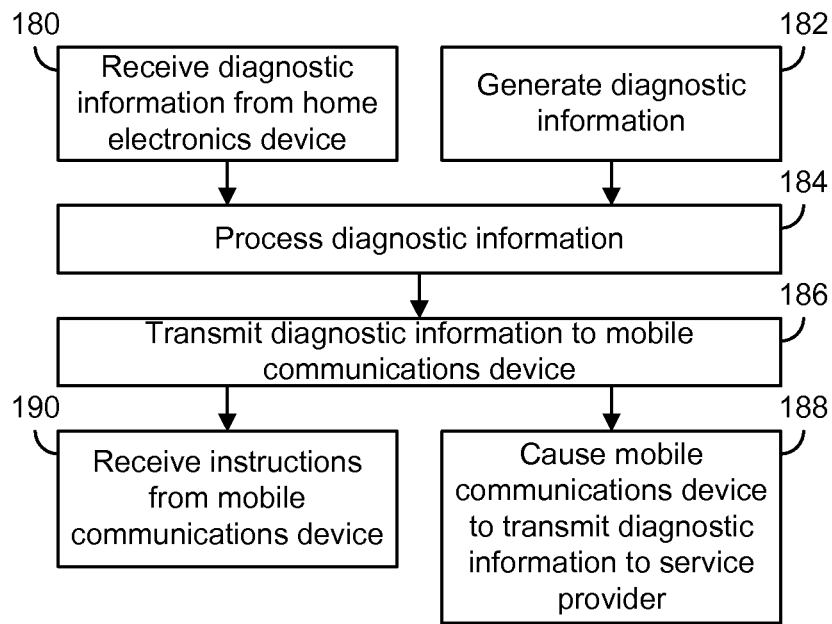 180
182
Receive diagnostic
information from home
electronics device
Generate diagnostic
information
184
Process diagnostic information
186
Transmit diagnostic information to mobile
communications device
190
188
Receive instructions
from mobile
communications device
Cause mobile
communications device
to transmit diagnostic
information to service
provider